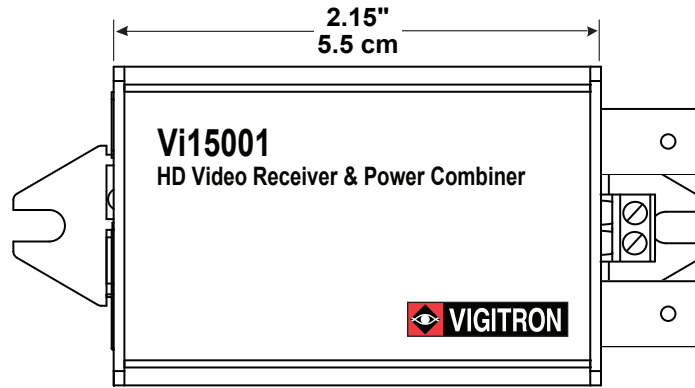 2.15"
5.5 cm
Vi15001
HD Video Receiver & Power Combiner
VIGITRON